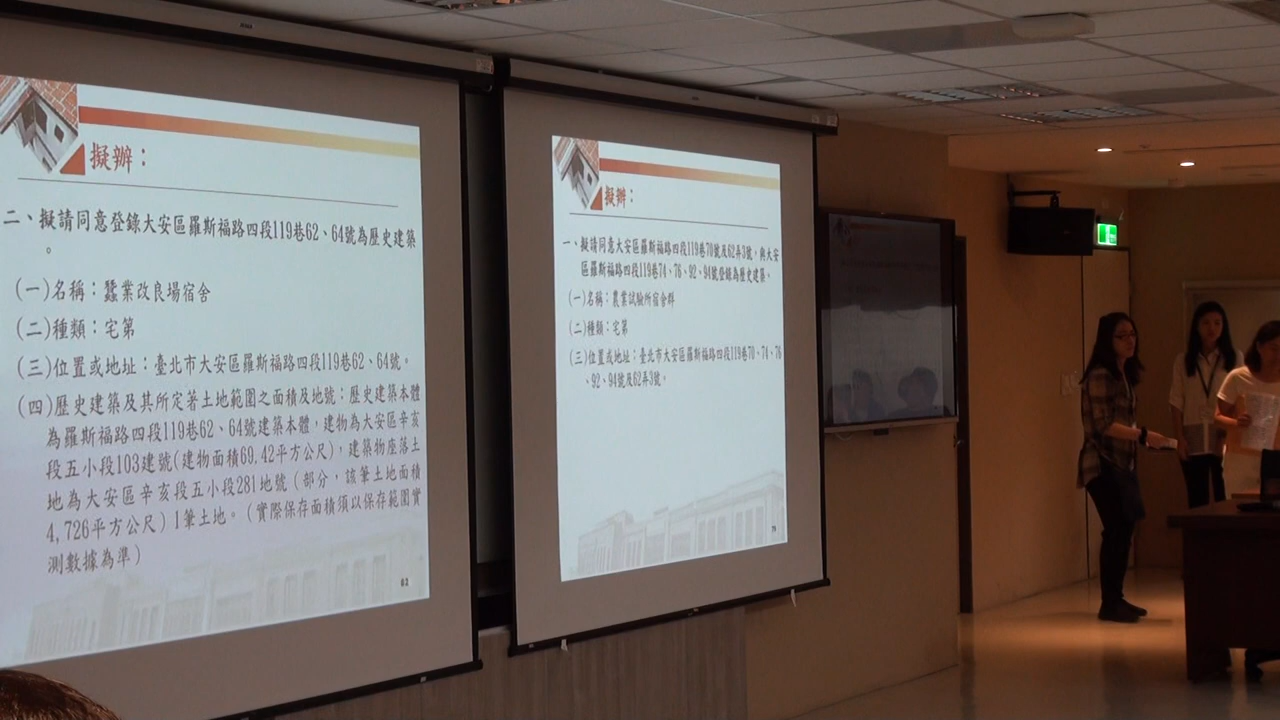 擬辦：
二、擬請同意登錄大安區羅斯福路四段119巷62、64號為歷史建築
。
(一)名稱：蠶業改良場宿舍
(二)種類：宅第
(三)位置或地址：臺北市大安區羅斯福路四段119巷62、64號。
(四)歷史建築及其所定著土地範圍之面積及地號：歷史建築本體
為羅斯福路四段119巷62、64號建築本體，建物為大安區辛亥
段五小段103建號(建物面積69.42平方公尺)，建築物座落土
地為大安區辛亥段五小段281地號（部分，該筆土地面積
4,726平方公尺）1筆土地。（實際保存面積須以保存範圍實
測數據為準）
82
擬辦：
一、擬請同意大安區羅斯福路四段119巷70號及62弄3號，與大安
區羅斯福路四段119巷74、76、92、94號登錄為歷史建築。
(一)名稱：農業試驗所宿舍群
(二)種類：宅第
(三)位置或地址：臺北市大安區羅斯福路四段119巷70、74、76
、92、94號及62弄3號。